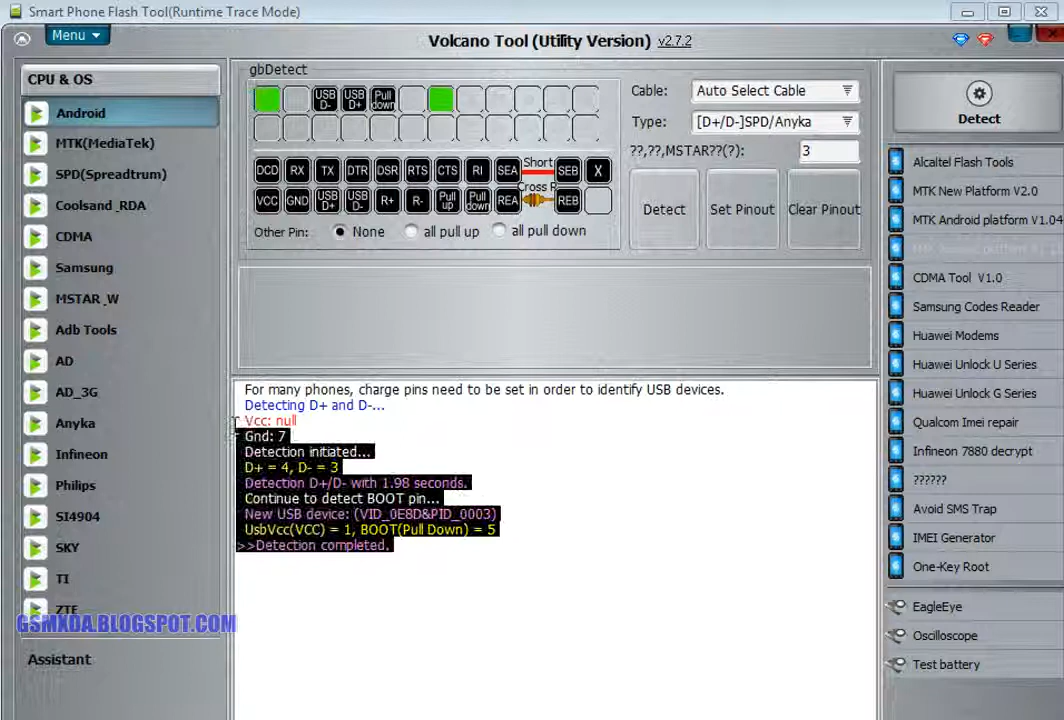 Smart Phone Flash Tool(Runtime Trace Mode)
Menu
Volcano Tool (Utility Version) v2.7.2
CPU & OS
Android
MTK(MediaTek)
SPD(Spreadtrum)
Coolsand _RDA
CDMA
Samsung
MSTAR _W
Adb Tools
AD
AD_3G
Anyka
Infineon
Philips
SI4904
SKY
TI
ZTE
GSMXDA.BLOGSPOT.COM
Assistant
gbDetect
USB D- USB D+ Pull down
DCD RX TX DTR DSR RTS CTS RI SEA Short SEB X
Cross R
VCC GND USB D+ USB D- R+ R- Pull up Pull down REA REB
Other Pin: None all pull up all pull down
Cable: Auto Select Cable
Type: [D+/D-]SPD/Anyka
??,??,MSTAR??(?): 3
Detect Set Pinout Clear Pinout
For many phones, charge pins need to be set in order to identify USB devices.
Detecting D+ and D-...
Vcc: null
Gnd: 7
Detection initiated...
D+ = 4, D- = 3
Detection D+/D- with 1.98 seconds.
Continue to detect BOOT pin...
New USB device: (VID_0E8D&PID_0003)
UsbVcc(VCC) = 1, BOOT(Pull Down) = 5
>>Detection completed.
Detect
Alcaltel Flash Tools
MTK New Platform V2.0
MTK Android platform V1.04
CDMA Tool V1.0
Samsung Codes Reader
Huawei Modems
Huawei Unlock U Series
Huawei Unlock G Series
Qualcom Imei repair
Infineon 7880 decrypt
??????
Avoid SMS Trap
IMEI Generator
One-Key Root
EagleEye
Oscilloscope
Test battery